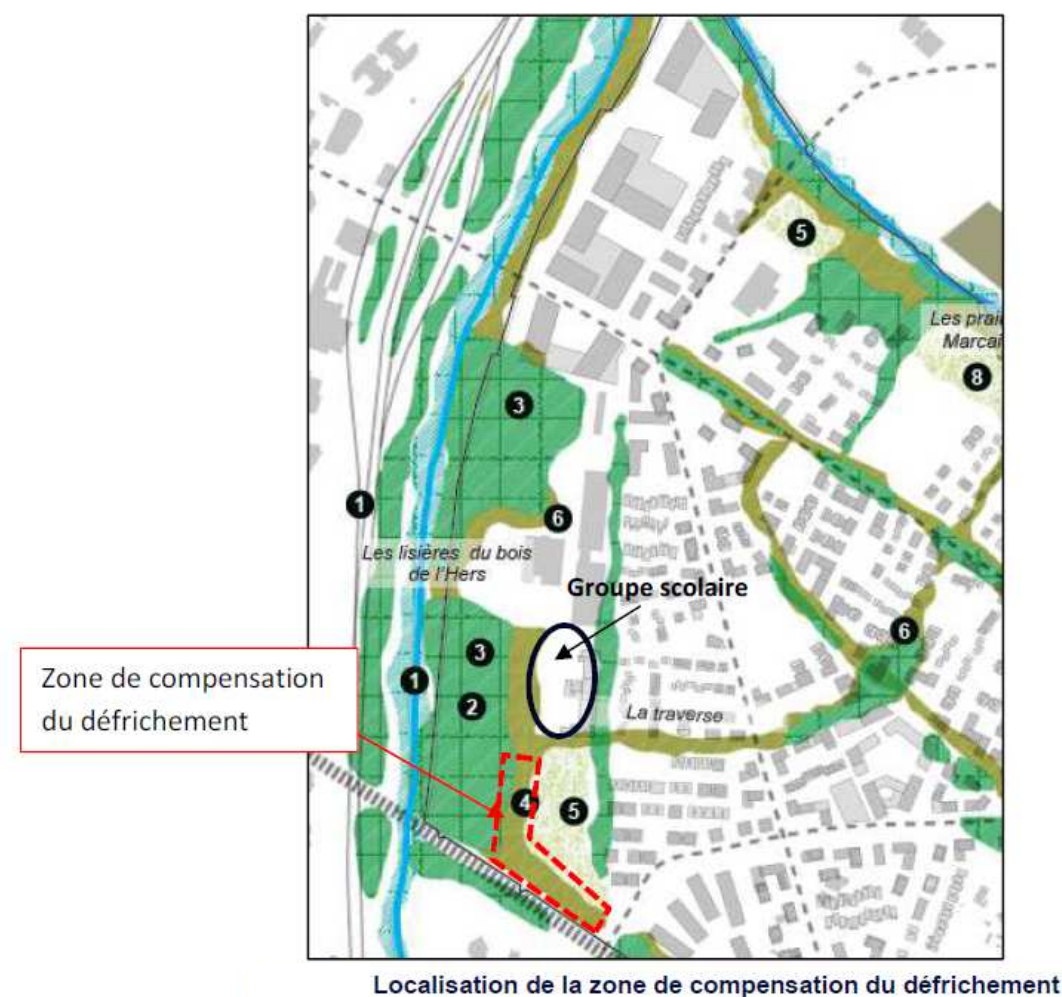 5
Les prai
Marcai
8
3
1
6
Les lisières du bois
de l'Hers
Groupe scolaire
6
3
Zone de compensation
du défrichement
1
2
La traverse
4
5
Localisation de la zone de compensation du défrichement